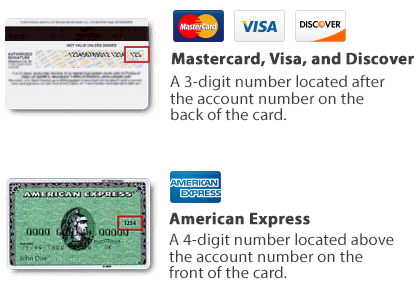 NOT VALID UNLESS SIGNED
AUTHORIZED
SIGNATURE
123
MasterCard
VISA
DISCOVER
Mastercard, Visa, and Discover
A 3-digit number located after
the account number on the
back of the card.
AMERICAN EXPRESS
1234
John Doe
AMERICAN
EXPRESS
American Express
A 4-digit number located above
the account number on the
front of the card.